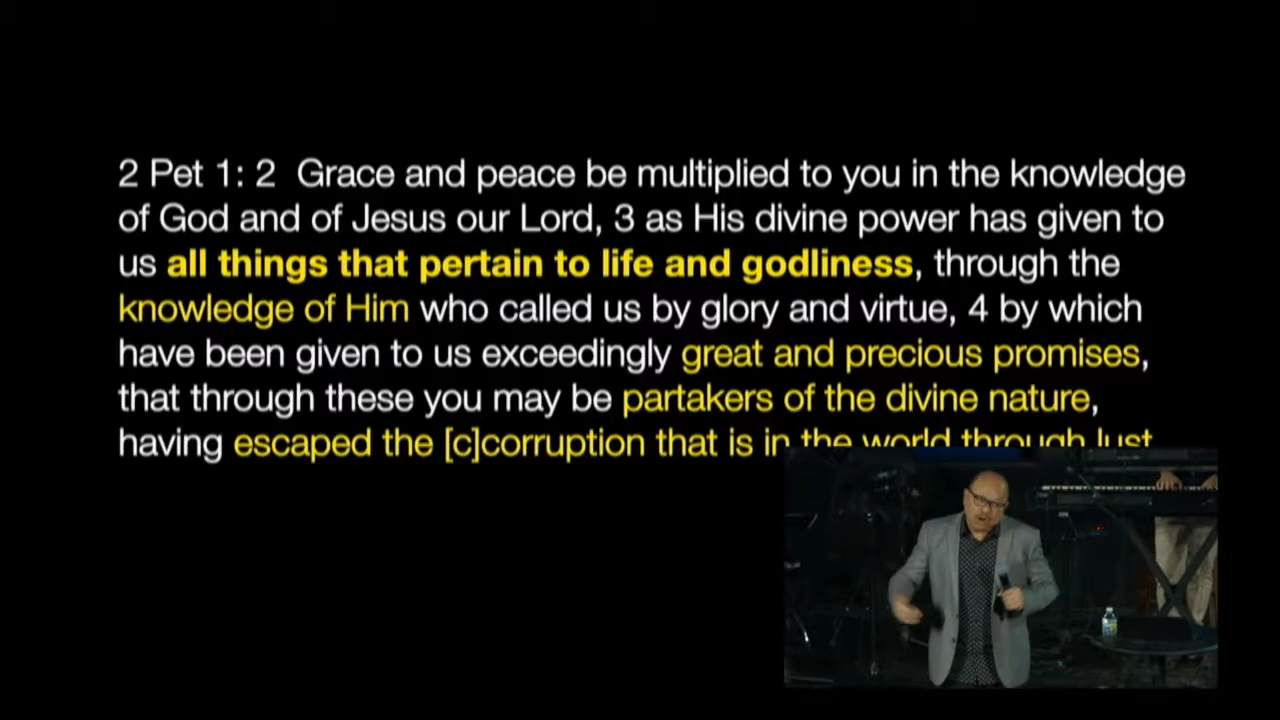 2 Pet 1: 2 Grace and peace be multiplied to you in the knowledge
of God and of Jesus our Lord, 3 as His divine power has given to
us all things that pertain to life and godliness, through the
knowledge of Him who called us by glory and virtue, 4 by which
have been given to us exceedingly great and precious promises,
that through these you may be partakers of the divine nature,
having escaped the [c]corruption that is in the world through lust